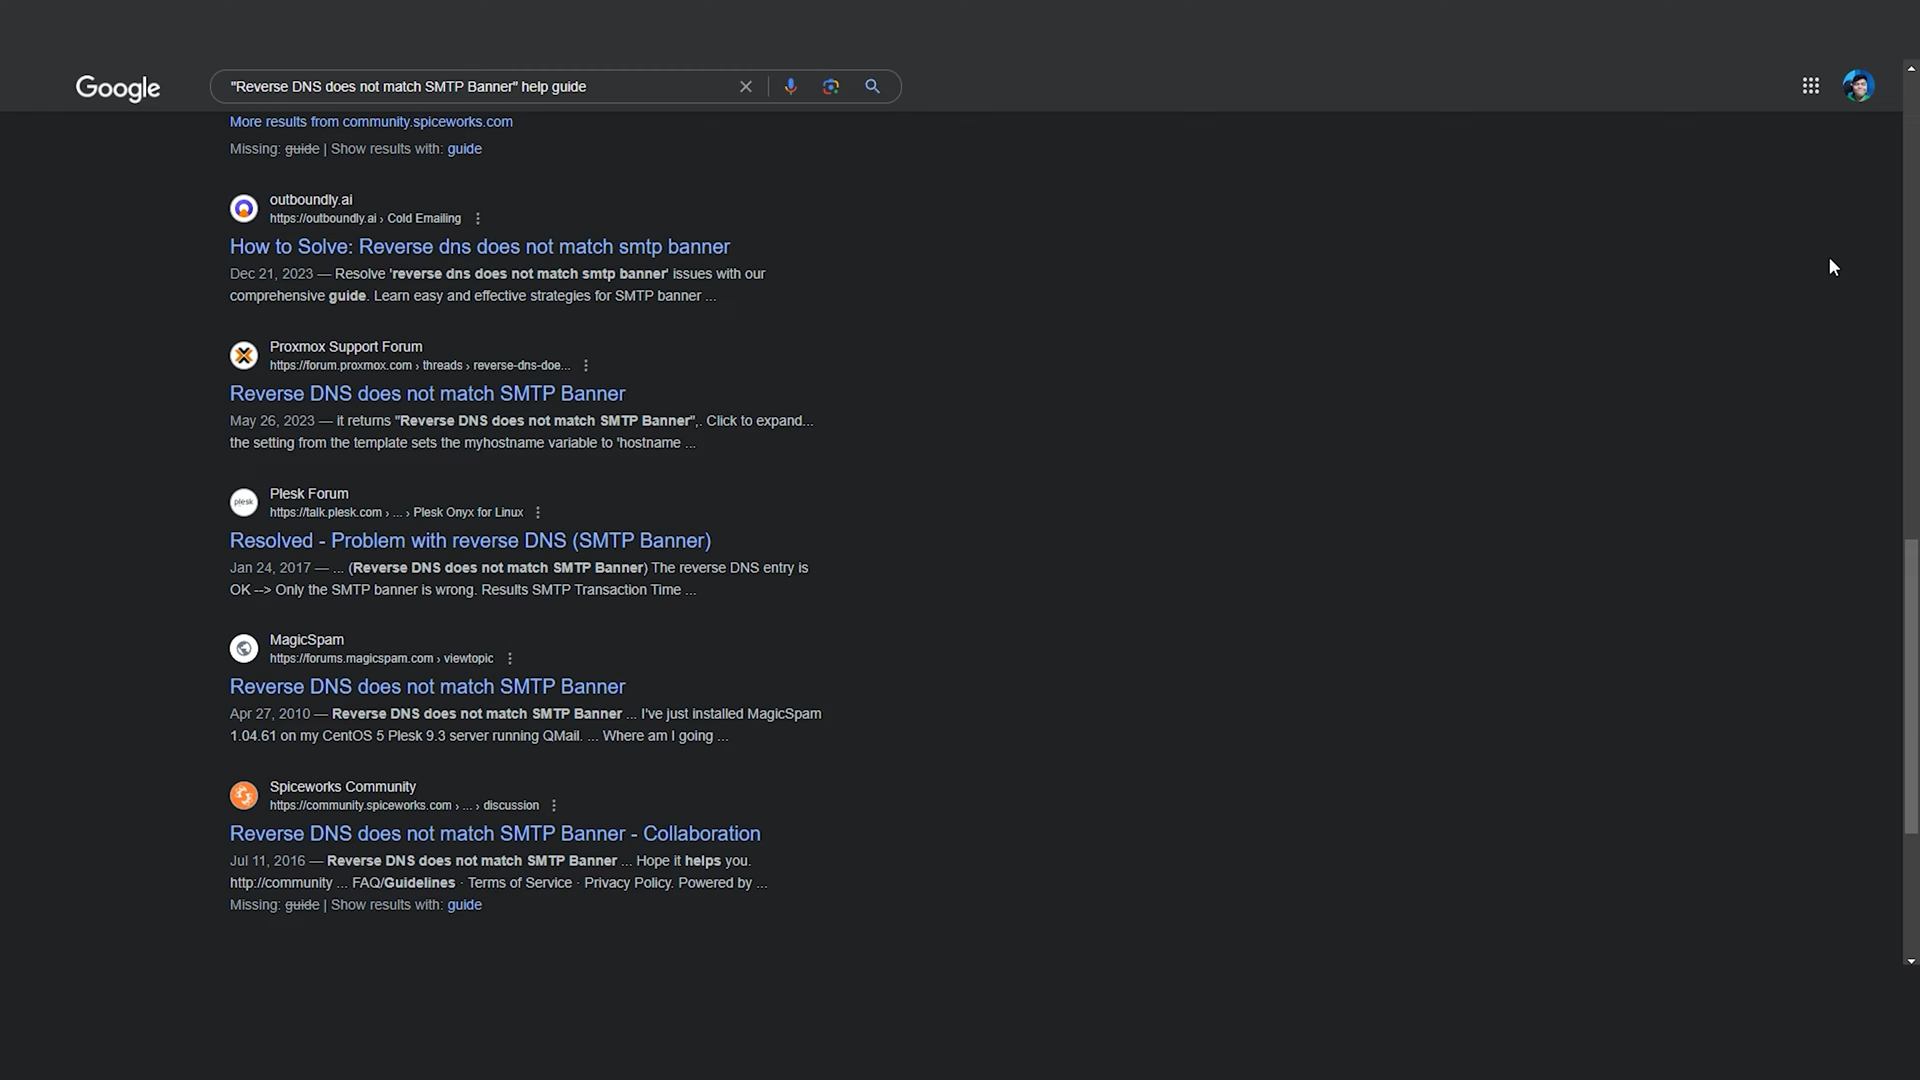 Google
"Reverse DNS does not match SMTP Banner" help guide
More results from community.spiceworks.com
Missing: guide | Show results with: guide
outboundly.ai
https://outboundly.ai › Cold Emailing
How to Solve: Reverse dns does not match smtp banner
Dec 21, 2023 — Resolve 'reverse dns does not match smtp banner' issues with our
comprehensive guide. Learn easy and effective strategies for SMTP banner ...
Proxmox Support Forum
https://forum.proxmox.com › threads › reverse-dns-doe...
Reverse DNS does not match SMTP Banner
May 26, 2023 — it returns "Reverse DNS does not match SMTP Banner",. Click to expand...
the setting from the template sets the myhostname variable to 'hostname ...
plesk
Plesk Forum
https://talk.plesk.com › ... › Plesk Onyx for Linux
Resolved - Problem with reverse DNS (SMTP Banner)
Jan 24, 2017 — ... (Reverse DNS does not match SMTP Banner) The reverse DNS entry is
OK --> Only the SMTP banner is wrong. Results SMTP Transaction Time ...
MagicSpam
https://forums.magicspam.com › viewtopic
Reverse DNS does not match SMTP Banner
Apr 27, 2010 — Reverse DNS does not match SMTP Banner ... I've just installed MagicSpam
1.04.61 on my CentOS 5 Plesk 9.3 server running QMail. ... Where am I going ...
Spiceworks Community
https://community.spiceworks.com › ... › discussion
Reverse DNS does not match SMTP Banner - Collaboration
Jul 11, 2016 — Reverse DNS does not match SMTP Banner ... Hope it helps you.
http://community ... FAQ/Guidelines · Terms of Service · Privacy Policy. Powered by ...
Missing: guide | Show results with: guide